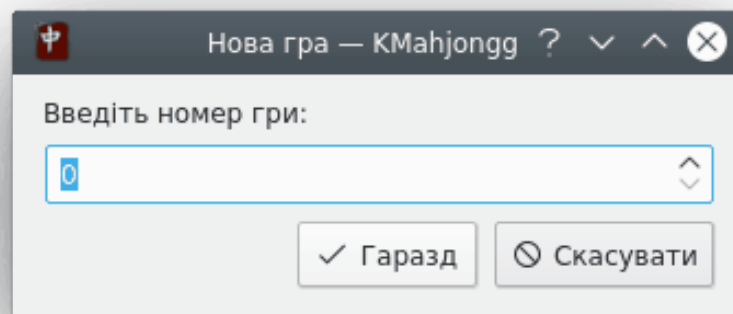 Нова гра — KMahjongg
Введіть номер гри:
0
Гаразд
Скасувати